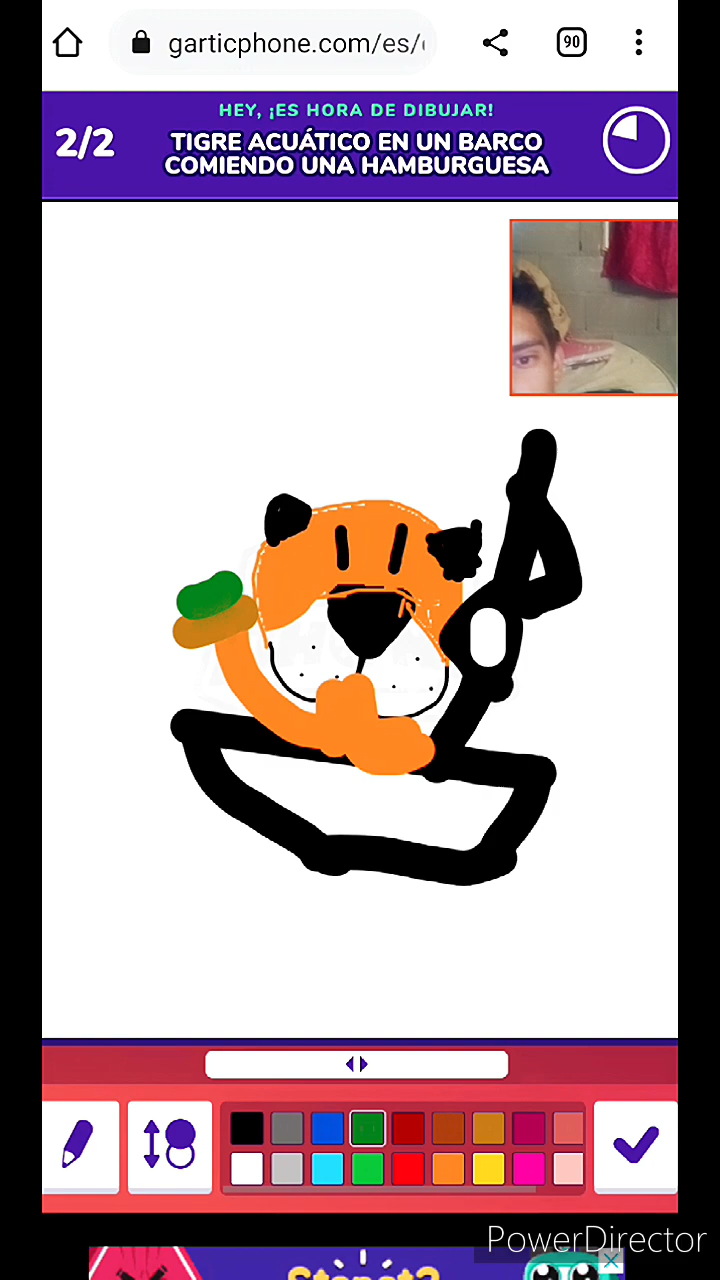 garticphone.com/es/
90
HEY, ¡ES HORA DE DIBUJAR!
2/2
TIGRE ACUÁTICO EN UN BARCO
COMIENDO UNA HAMBURGUESA
PowerDirector